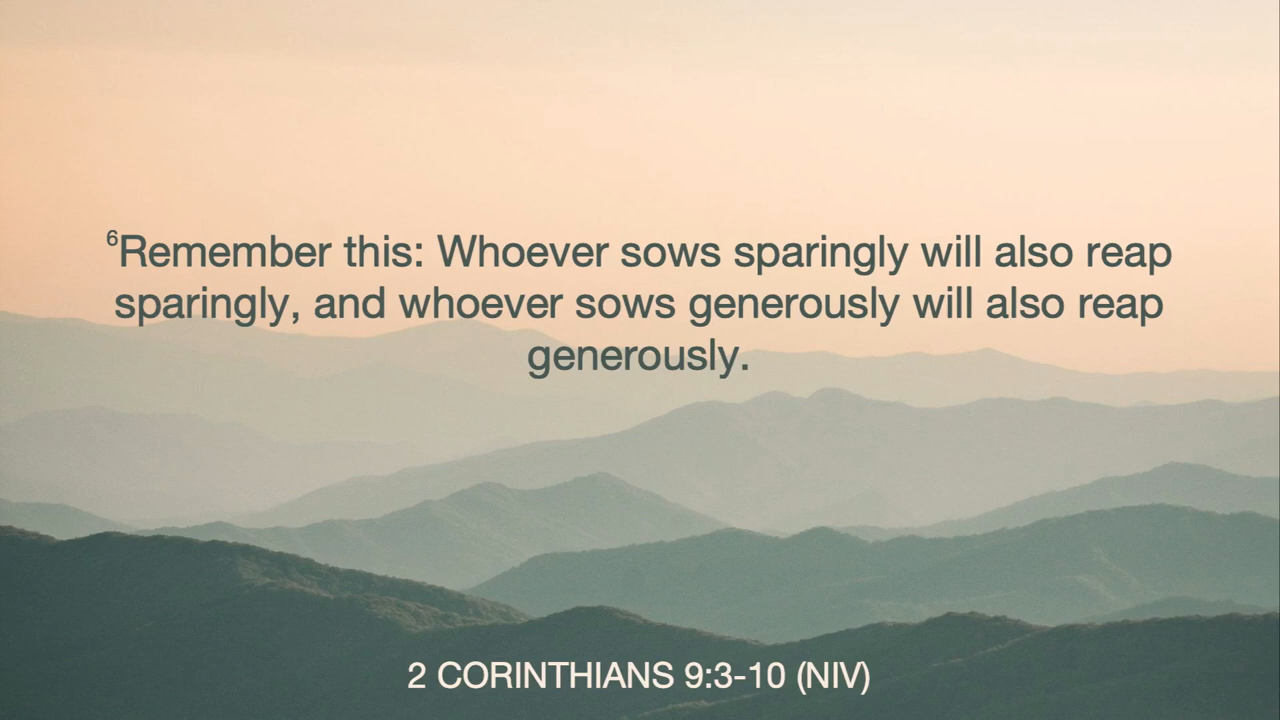 ⁶Remember this: Whoever sows sparingly will also reap
sparingly, and whoever sows generously will also reap
generously.
2 CORINTHIANS 9:3-10 (NIV)